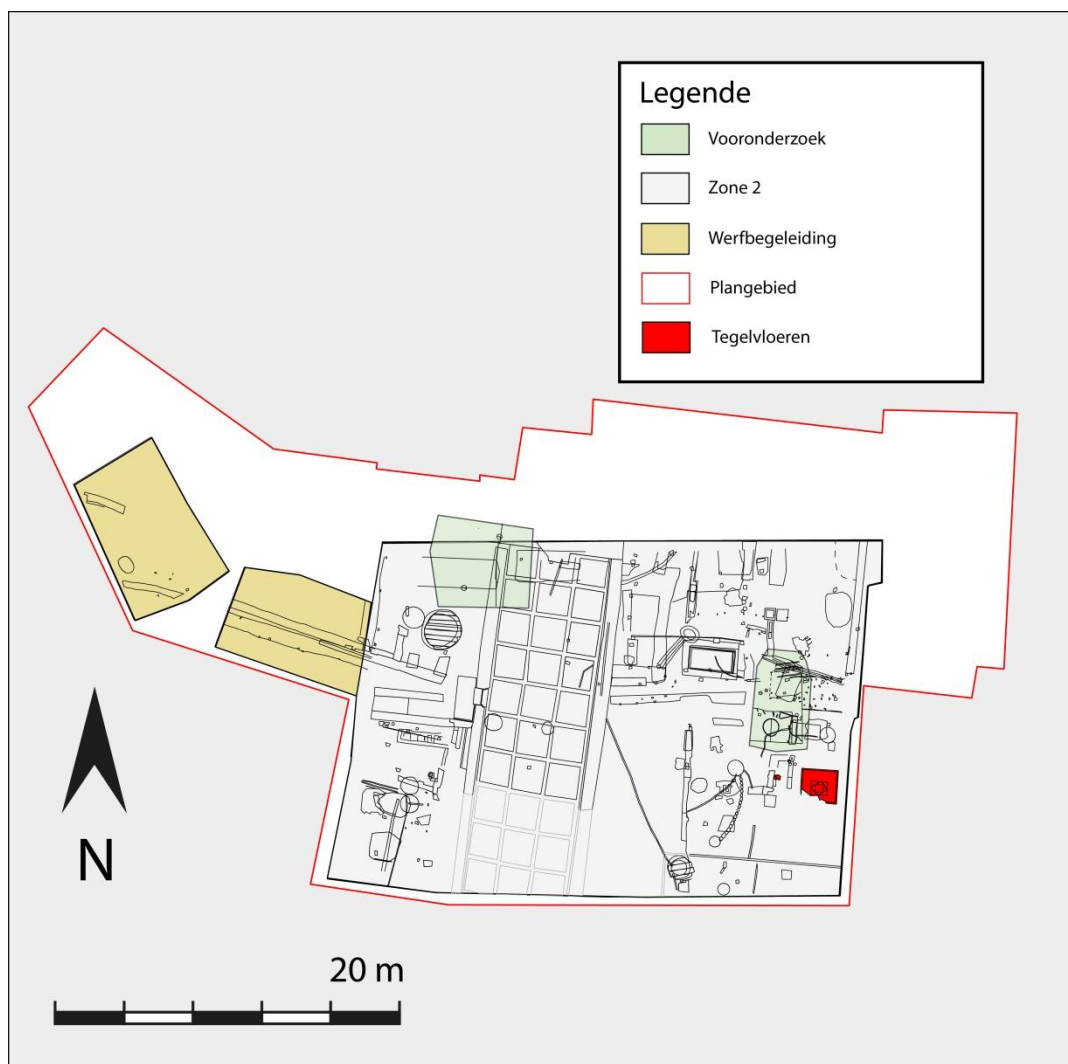 Legende
Vooronderzoek
Zone 2
Werfbegeleiding
Plangebied
Tegelvloeren
N
20 m